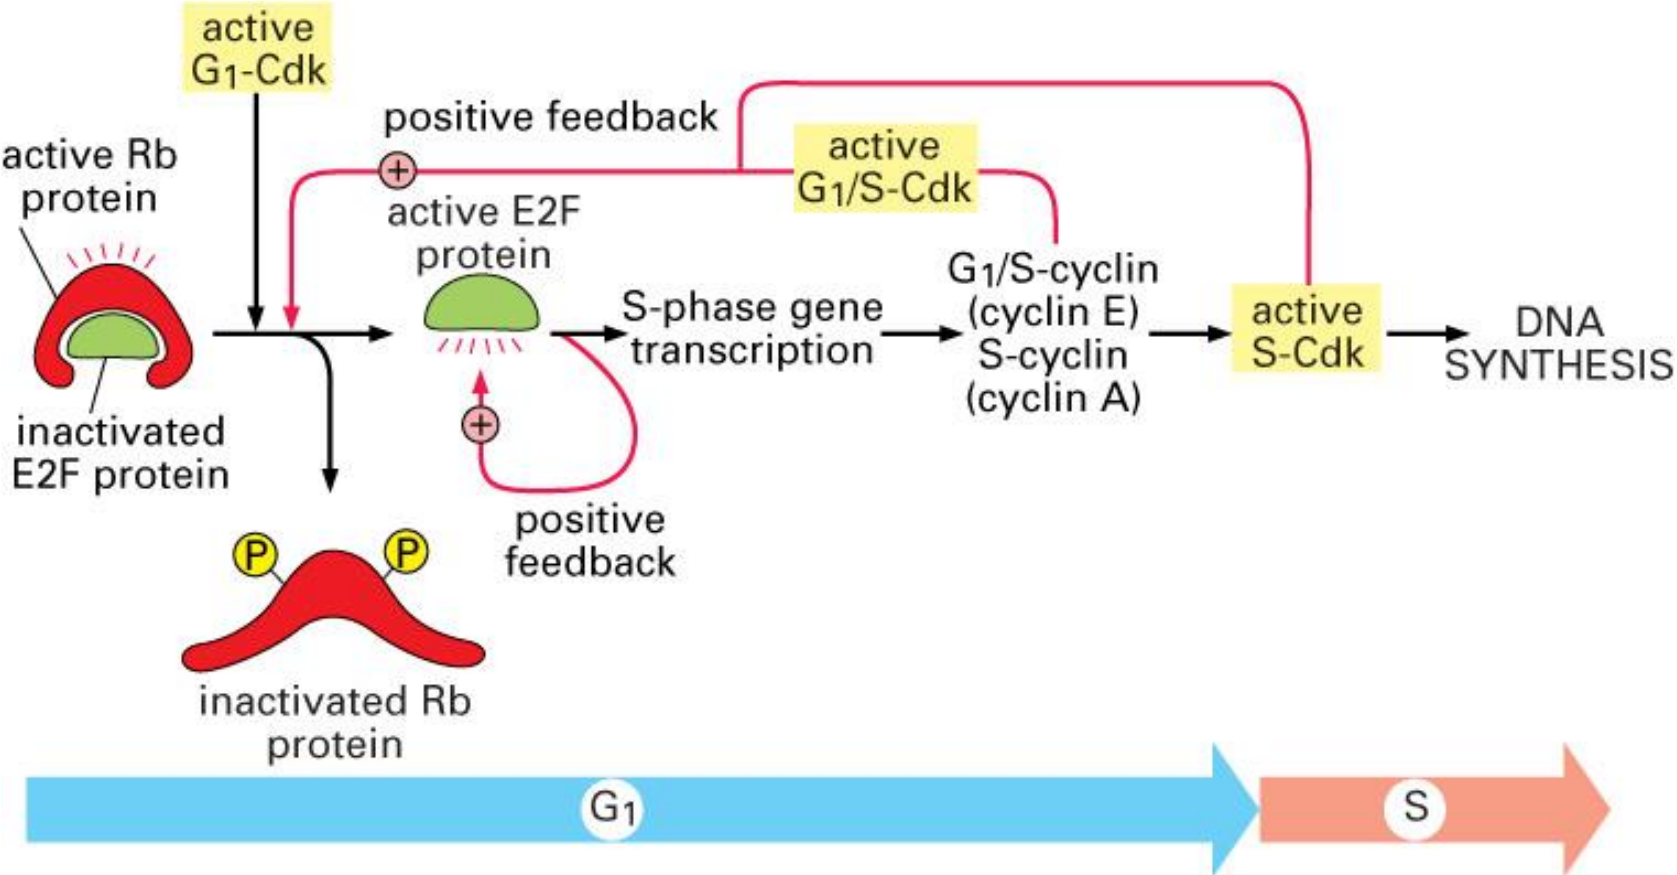 active
G1-Cdk
positive feedback
active
G1/S-Cdk
active Rb
protein
+
active E2F
protein
G1/S-cyclin
(cyclin E)
S-cyclin
(cyclin A)
S-phase gene
transcription
active
S-Cdk
DNA
SYNTHESIS
inactivated
E2F protein
+
positive
feedback
P
P
inactivated Rb
protein
G1
S